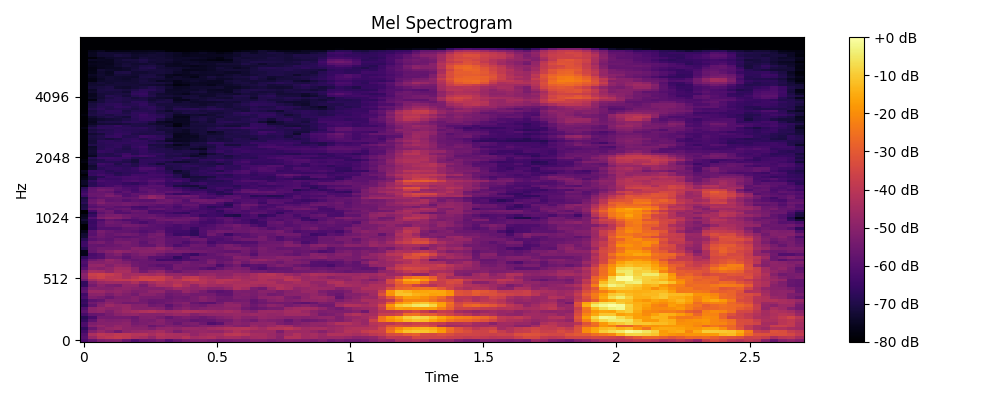 Mel Spectrogram
Hz
4096
2048
1024
512
0
0
0.5
1
1.5
2
2.5
Time
+0 dB
-10 dB
-20 dB
-30 dB
-40 dB
-50 dB
-60 dB
-70 dB
-80 dB